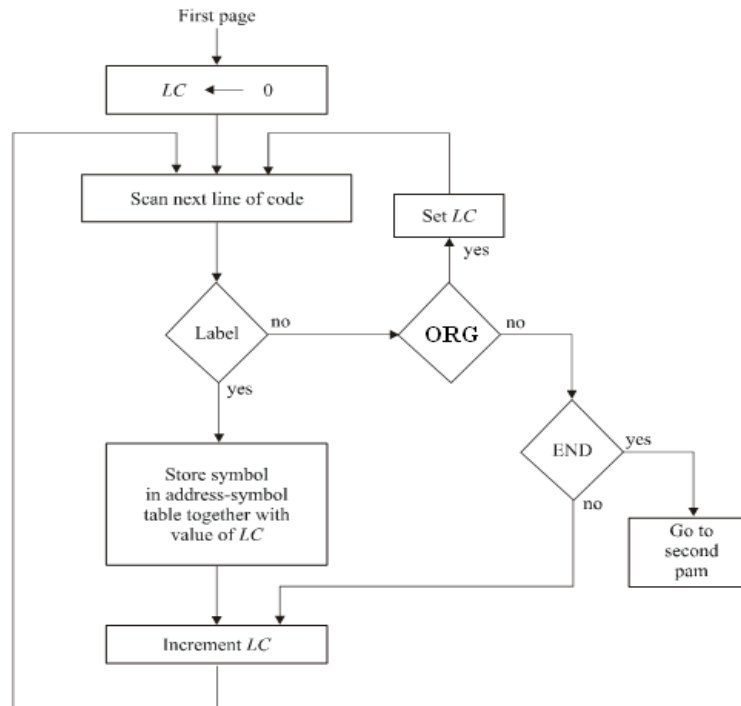 First page
LC ← 0
Scan next line of code
Set LC
yes
Label
no
ORG
no
yes
END
yes
no
Store symbol
in address-symbol
table together with
value of LC
Go to
second
pam
Increment LC